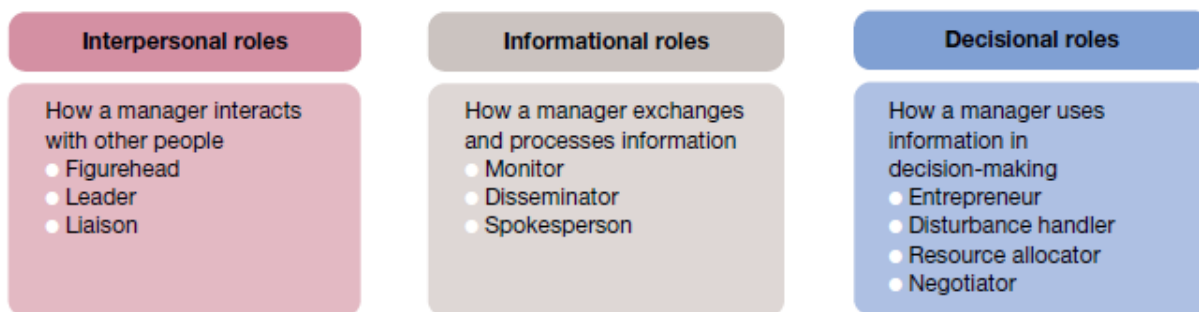 Interpersonal roles
How a manager interacts
with other people
Figurehead
Leader
Liaison
Informational roles
How a manager exchanges
and processes information
Monitor
Disseminator
Spokesperson
Decisional roles
How a manager uses
information in
decision-making
Entrepreneur
Disturbance handler
Resource allocator
Negotiator